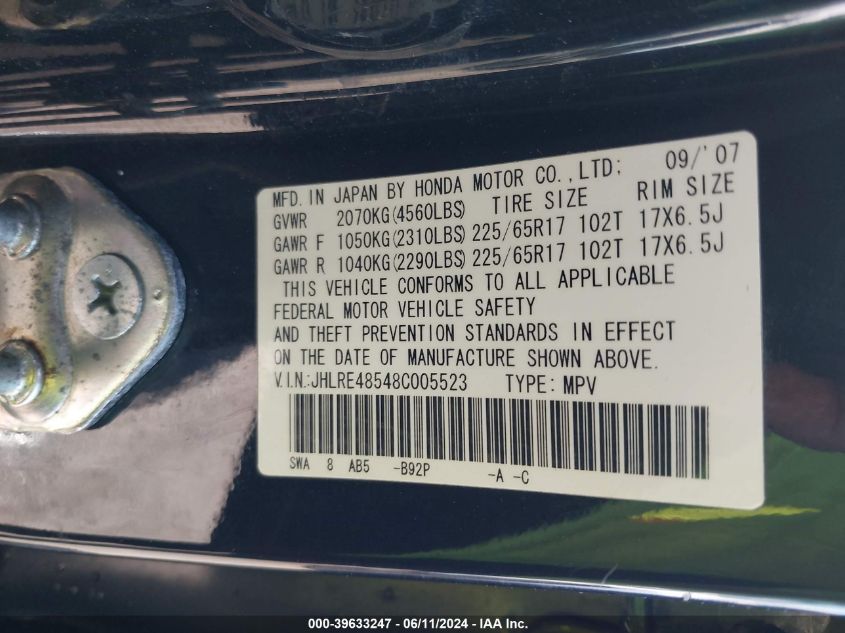 MFD. IN JAPAN BY HONDA MOTOR CO., LTD; 09/'07
GVWR 2070KG(4560LBS) TIRE SIZE RIM SIZE
GAWR F 1050KG(2310LBS) 225/65R17 102T 17X6.5J
GAWR R 1040KG(2290LBS) 225/65R17 102T 17X6.5J
THIS VEHICLE CONFORMS TO ALL APPLICABLE
FEDERAL MOTOR VEHICLE SAFETY
AND THEFT PREVENTION STANDARDS IN EFFECT
ON THE DATE OF MANUFACTURE SHOWN ABOVE.
V.I.N.:JHLRE48548C005523 TYPE: MPV
SWA 8 AB5 -B92P -A -C
000-39633247 - 06/11/2024 - IAA, Inc.